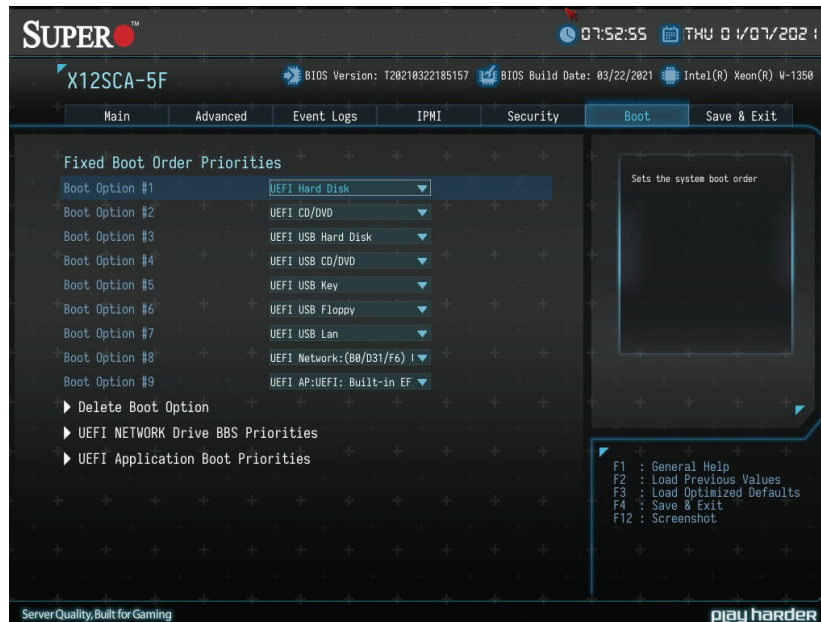 SUPER™
07:52:55 THU 01/07/2021
X12SCA-5F
BIOS Version: T20210322185157 BIOS Build Date: 03/22/2021 Intel(R) Xeon(R) W-1350
Main Advanced Event Logs IPMI Security Boot Save & Exit
Fixed Boot Order Priorities
Boot Option #1 UEFI Hard Disk
Boot Option #2 UEFI CD/DVD
Boot Option #3 UEFI USB Hard Disk
Boot Option #4 UEFI USB CD/DVD
Boot Option #5 UEFI USB Key
Boot Option #6 UEFI USB Floppy
Boot Option #7 UEFI USB Lan
Boot Option #8 UEFI Network:(B0/D31/F6)
Boot Option #9 UEFI AP:UEFI: Built-in EF
Delete Boot Option
UEFI NETWORK Drive BBS Priorities
UEFI Application Boot Priorities
Sets the system boot order
F1 : General Help
F2 : Load Previous Values
F3 : Load Optimized Defaults
F4 : Save & Exit
F12 : Screenshot
Server Quality, Built for Gaming
play harder